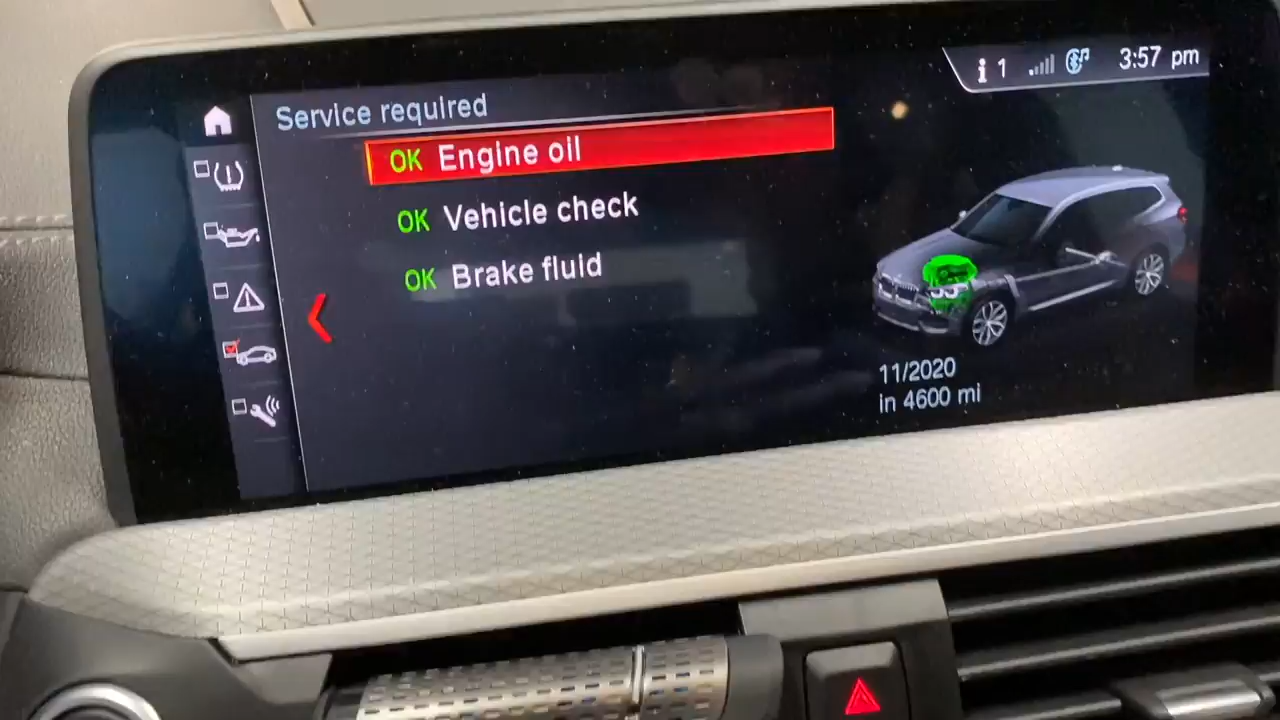 i 1 3:57 pm
Service required
OK Engine oil
OK Vehicle check
OK Brake fluid
11/2020
in 4600 mi